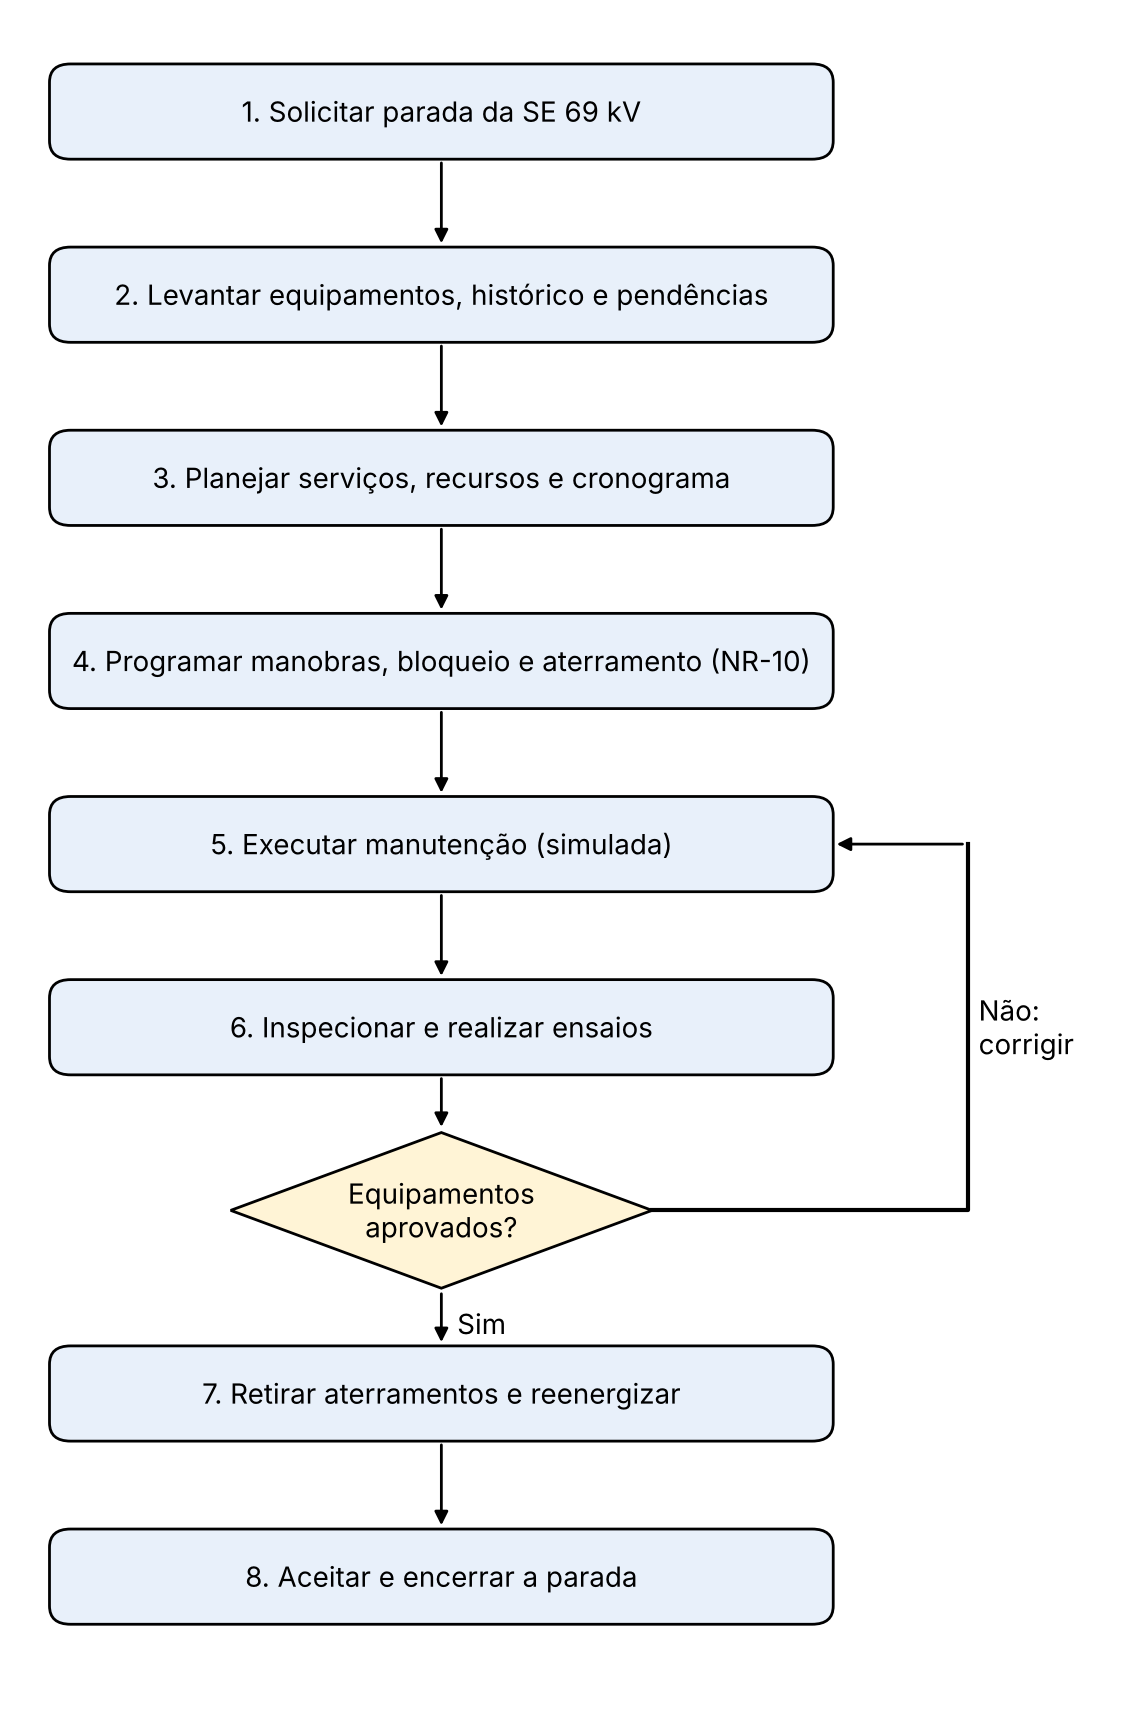 1. Solicitar parada da SE 69 kV
2. Levantar equipamentos, histórico e pendências
3. Planejar serviços, recursos e cronograma
4. Programar manobras, bloqueio e aterramento (NR-10)
5. Executar manutenção (simulada)
6. Inspecionar e realizar ensaios
Não:
corrigir
Equipamentos
aprovados?
Sim
7. Retirar aterramentos e reenergizar
8. Aceitar e encerrar a parada